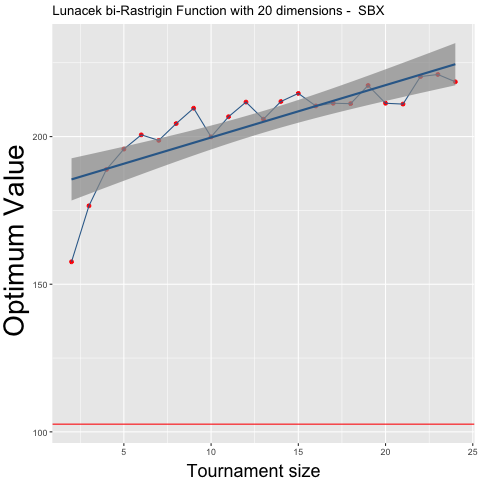 Lunacek bi-Rastrigin Function with 20 dimensions -  SBX
Optimum Value
200
150
100
5
10
15
20
25
Tournament size